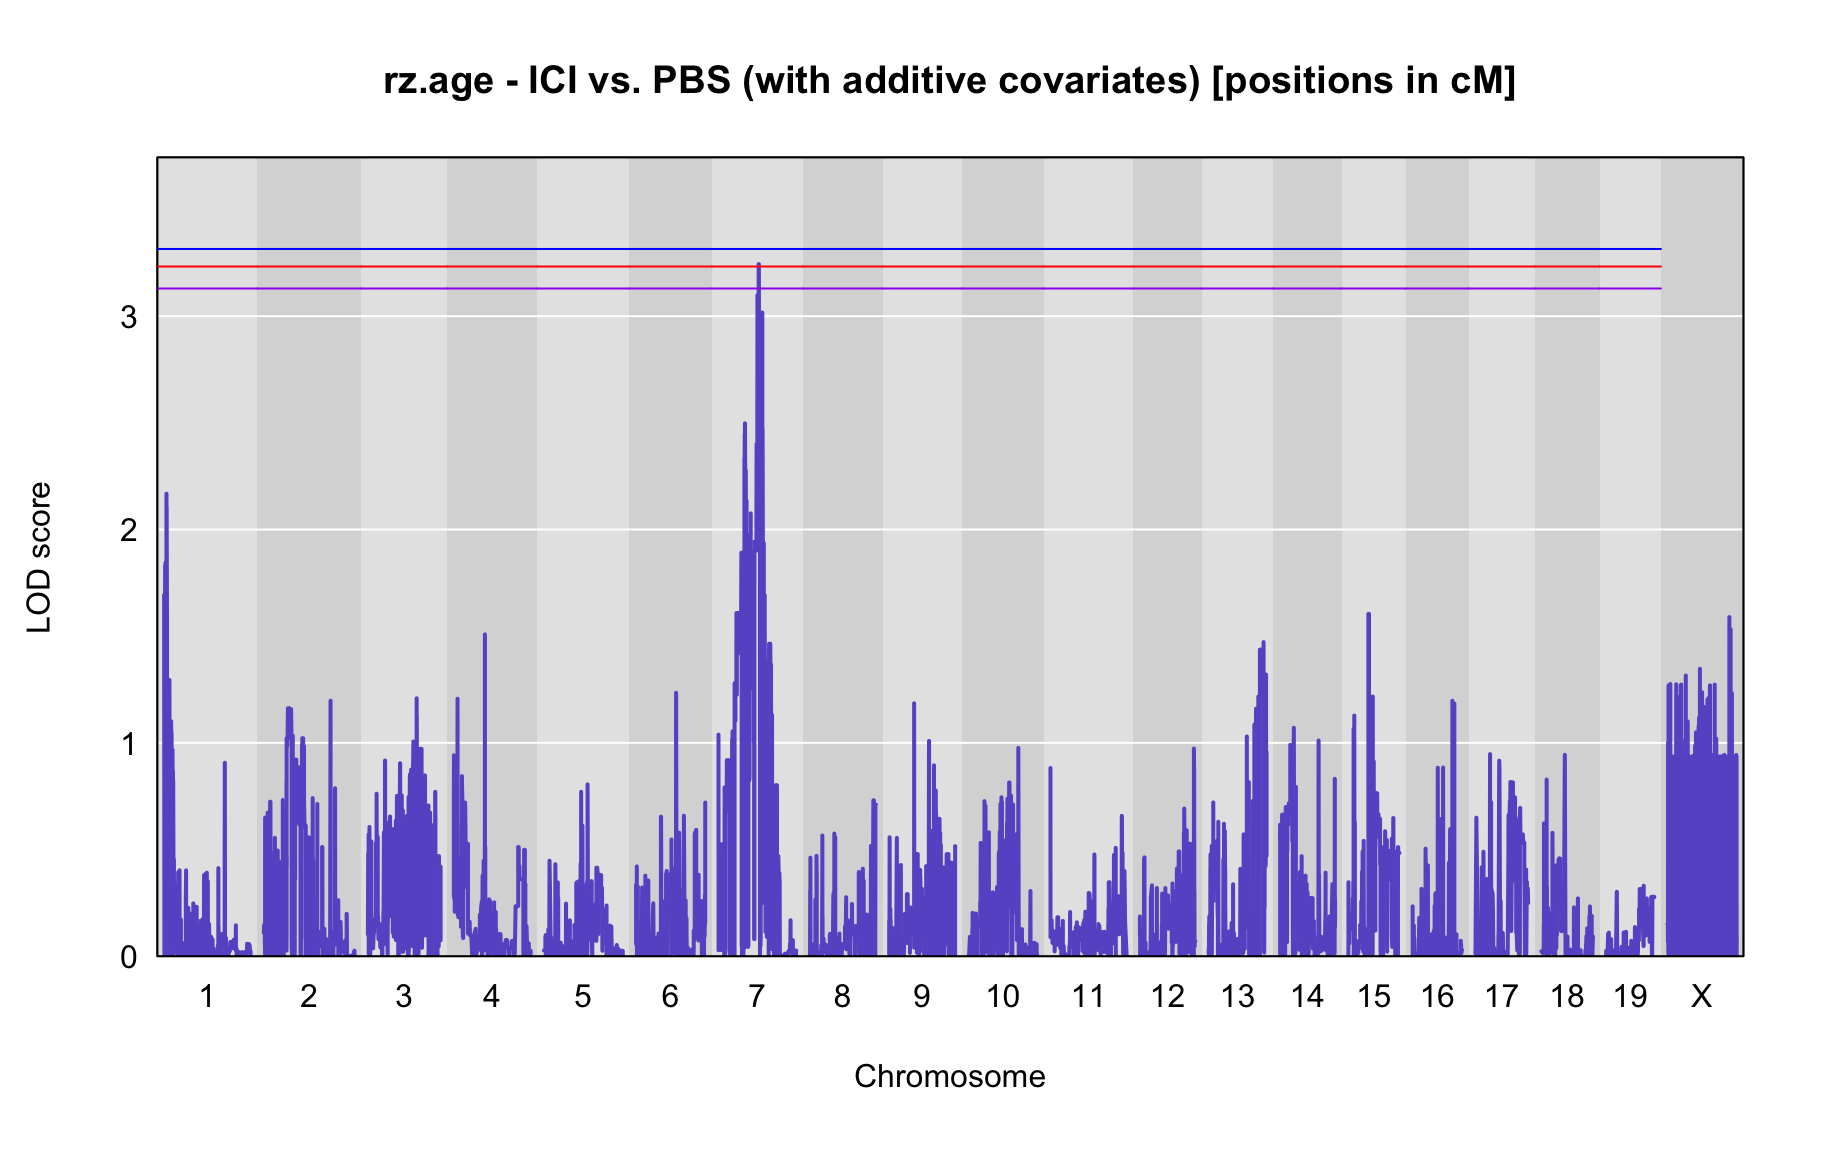 rz.age - ICI vs. PBS (with additive covariates) [positions in cM]
LOD score
3
2
1
0
1 2 3 4 5 6 7 8 9 10 11 12 13 14 15 16 17 18 19 X
Chromosome